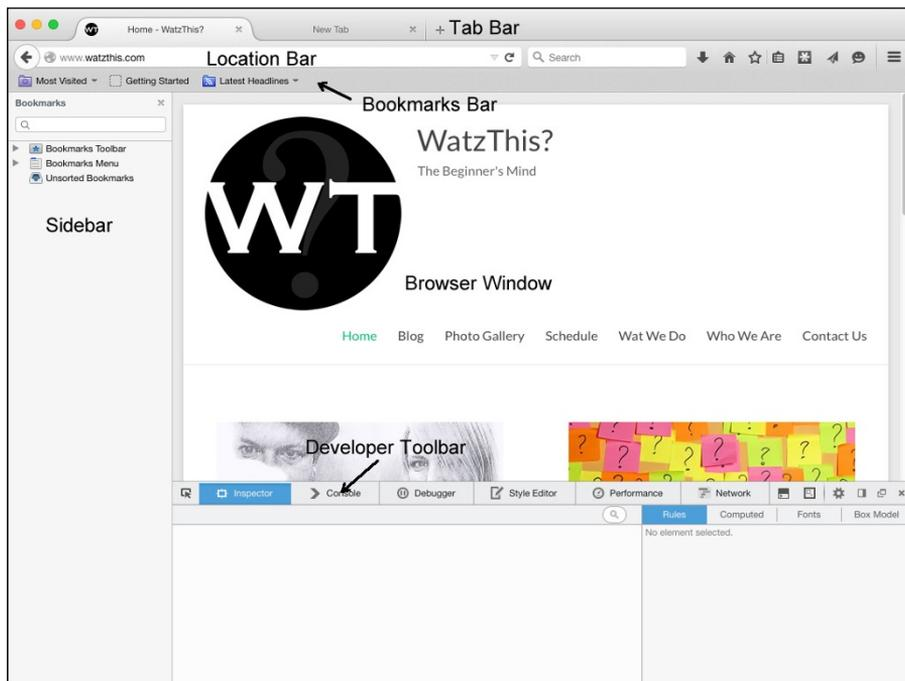 WT Home - WatzThis? × New Tab × + Tab Bar
www.watzthis.com Location Bar Search
Most Visited Getting Started Latest Headlines
Bookmarks ×
Bookmarks Bar
Bookmarks Toolbar
Bookmarks Menu
Unsorted Bookmarks
Sidebar
WT
?
WatzThis?
The Beginner's Mind
Browser Window
Home Blog Photo Gallery Schedule Wat We Do Who We Are Contact Us
Developer Toolbar
Inspector Console Debugger Style Editor Performance Network
Rules Computed Fonts Box Model
No element selected.